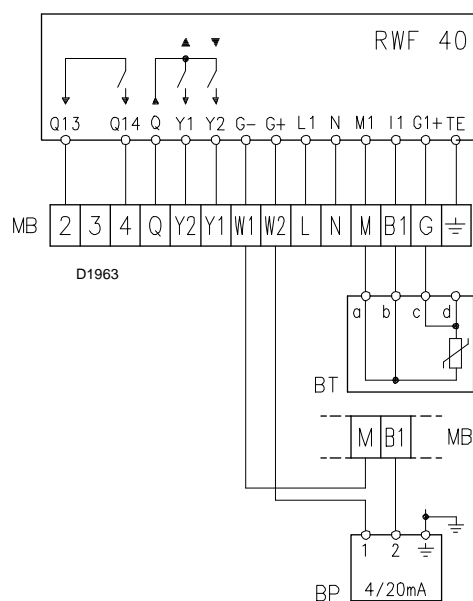 RWF 40
Q13 Q14 Q Y1 Y2 G- G+ L1 N M1 I1 G1+ TE
MB 2 3 4 Q Y2 Y1 W1 W2 L N M B1 G
D1963
a b c d
BT
M B1 MB
1 2
BP 4/20mA